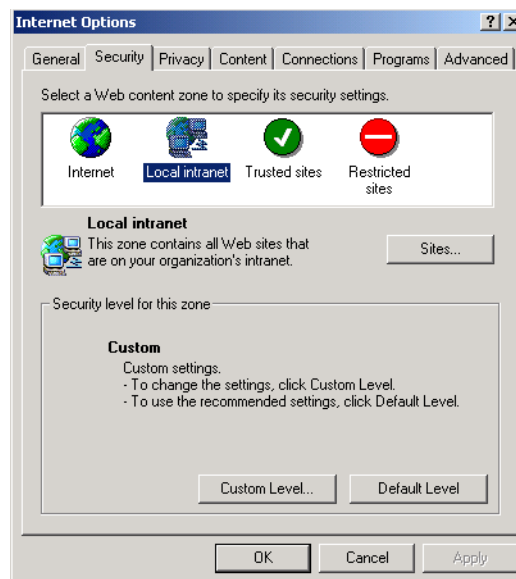 Internet Options
General Security Privacy Content Connections Programs Advanced
Select a Web content zone to specify its security settings.
Internet Local intranet Trusted sites Restricted
sites
Local intranet
This zone contains all Web sites that
are on your organization's intranet.
Sites...
Security level for this zone
Custom
Custom settings.
- To change the settings, click Custom Level.
- To use the recommended settings, click Default Level.
Custom Level... Default Level
OK Cancel Apply